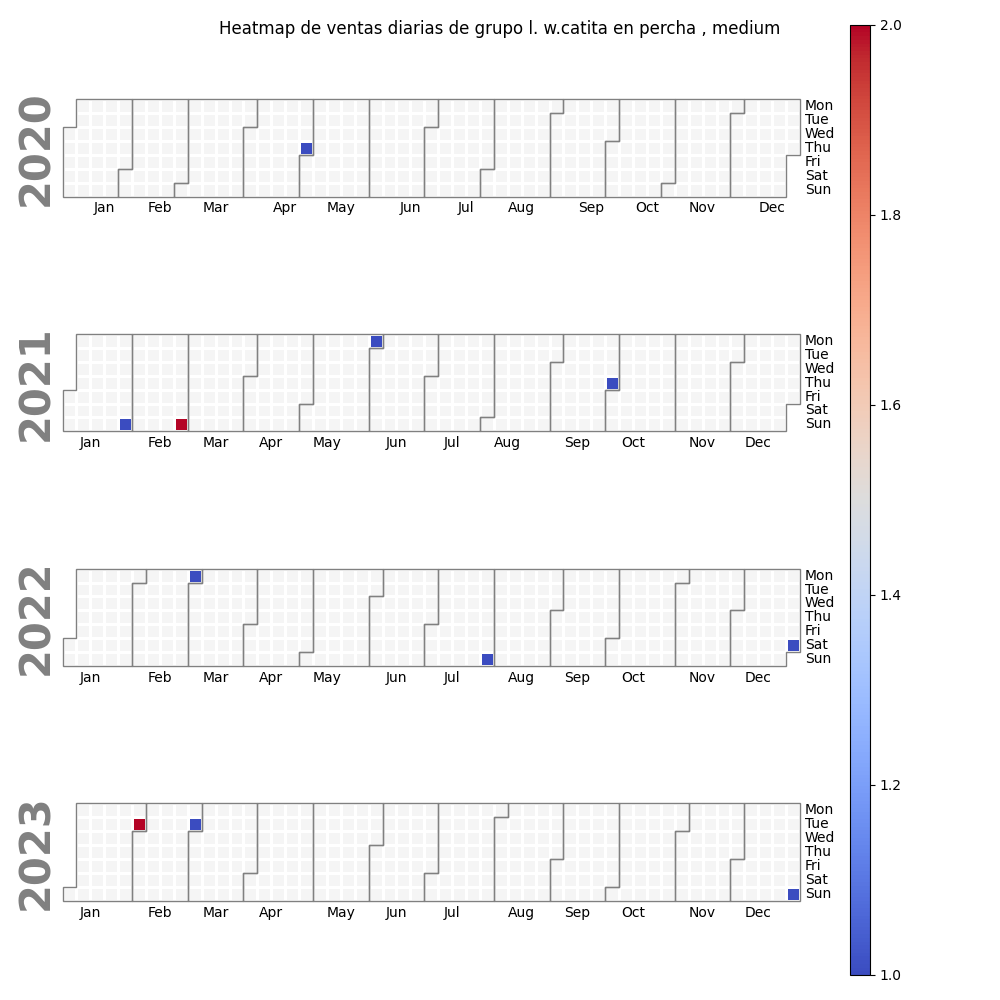 Heatmap de ventas diarias de grupo l. w.catita en percha , medium
2020
Mon
Tue
Wed
Thu
Fri
Sat
Sun
Jan Feb Mar Apr May Jun Jul Aug Sep Oct Nov Dec
2021
Mon
Tue
Wed
Thu
Fri
Sat
Sun
Jan Feb Mar Apr May Jun Jul Aug Sep Oct Nov Dec
2022
Mon
Tue
Wed
Thu
Fri
Sat
Sun
Jan Feb Mar Apr May Jun Jul Aug Sep Oct Nov Dec
2023
Mon
Tue
Wed
Thu
Fri
Sat
Sun
Jan Feb Mar Apr May Jun Jul Aug Sep Oct Nov Dec
2.0
1.8
1.6
1.4
1.2
1.0